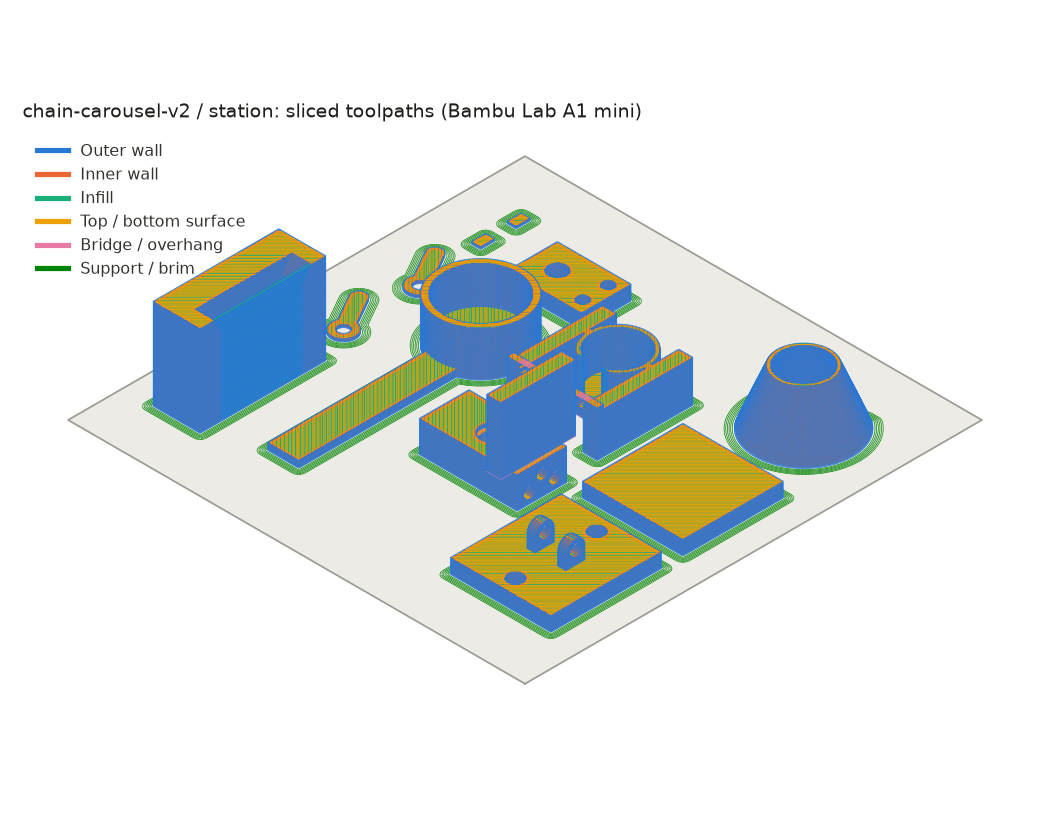 chain-carousel-v2 / station: sliced toolpaths (Bambu Lab A1 mini)
Outer wall
Inner wall
Infill
Top / bottom surface
Bridge / overhang
Support / brim